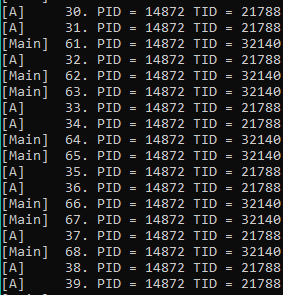 [A]     30. PID = 14872 TID = 21788
[A]     31. PID = 14872 TID = 21788
[Main]  61. PID = 14872 TID = 32140
[A]     32. PID = 14872 TID = 21788
[Main]  62. PID = 14872 TID = 32140
[Main]  63. PID = 14872 TID = 32140
[A]     33. PID = 14872 TID = 21788
[A]     34. PID = 14872 TID = 21788
[Main]  64. PID = 14872 TID = 32140
[Main]  65. PID = 14872 TID = 32140
[A]     35. PID = 14872 TID = 21788
[A]     36. PID = 14872 TID = 21788
[Main]  66. PID = 14872 TID = 32140
[Main]  67. PID = 14872 TID = 32140
[A]     37. PID = 14872 TID = 21788
[Main]  68. PID = 14872 TID = 32140
[A]     38. PID = 14872 TID = 21788
[A]     39. PID = 14872 TID = 21788